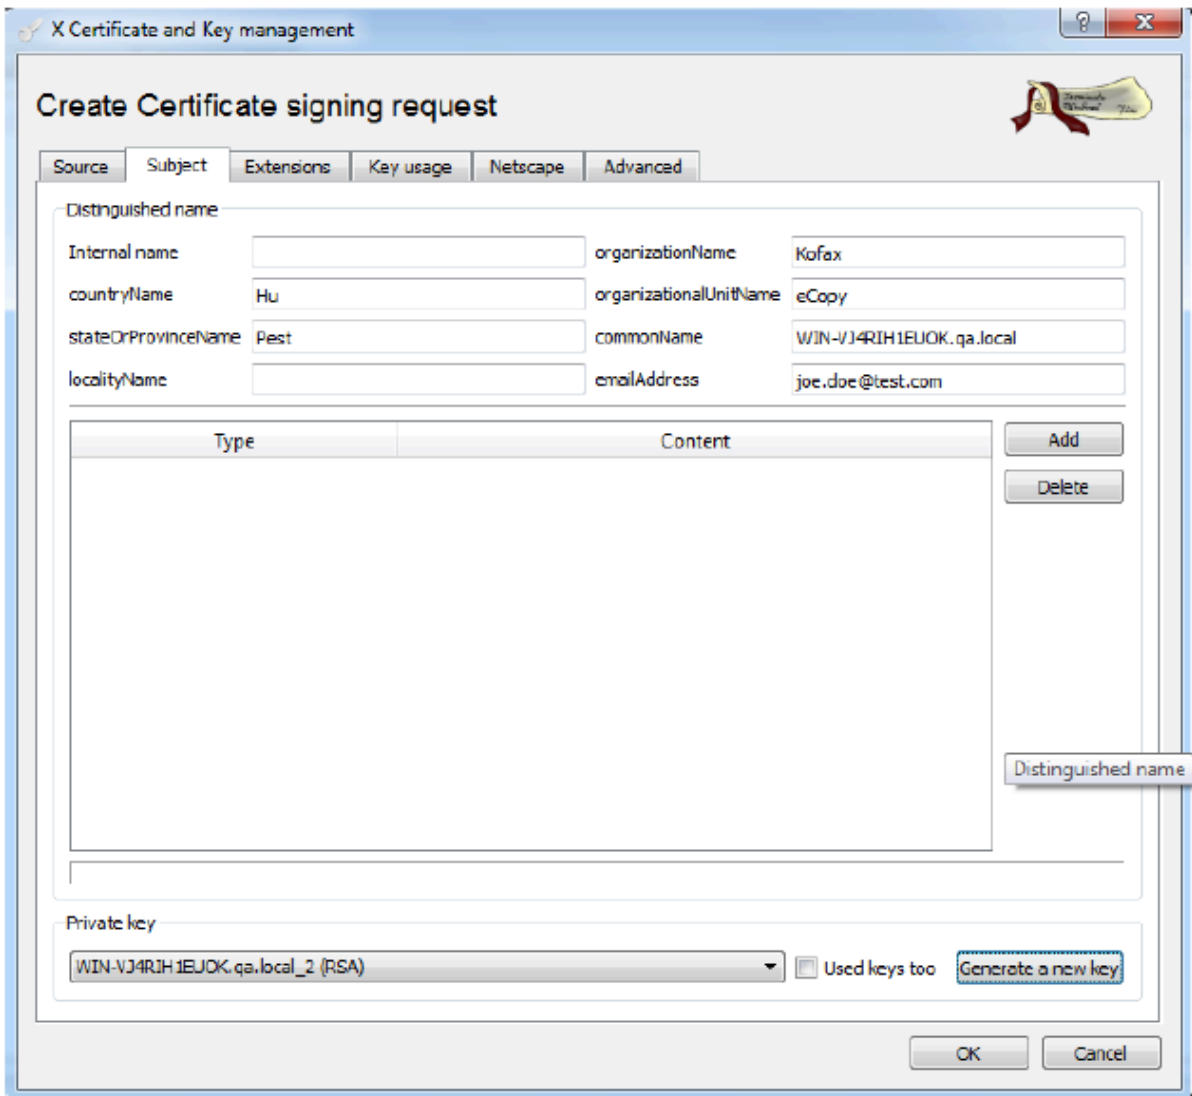 X Certificate and Key management
?
X
Create Certificate signing request
Source Subject Extensions Key usage Netscape Advanced
Distinguished name
Internal name organizationName Kofax
countryName Hu organizationalUnitName eCopy
stateOrProvinceName Pest commonName WIN-VJ4RIH1EUOK.qa.local
localityName emailAddress joe.doe@test.com
Type Content Add
Delete
Distinguished name
Private key
WIN-VJ4RIH1EUOK.qa.local_2 (RSA) Used keys too Generate a new key
OK Cancel